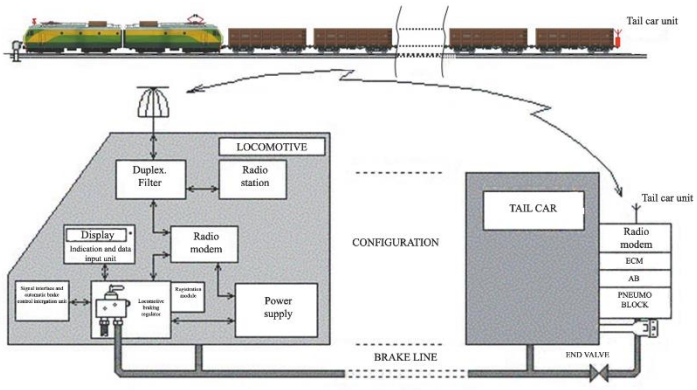 Tail car unit
LOCOMOTIVE
Duplex.
Filter
Radio
station
Tail car unit
TAIL CAR
Display
Indication and data
input unit
Radio
modem
CONFIGURATION
Radio
modem
ECM
AB
PNEUMO
BLOCK
Signal interface and
automatic brake
control integration unit
Locomotive
braking
regulator
Registration
module
Power
supply
BRAKE LINE
END VALVE